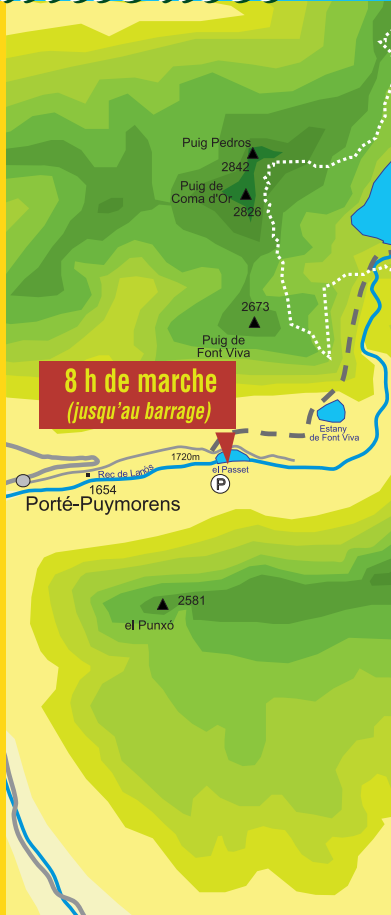 Puig Pedros
2842
Puig de
Coma d'Or
2826
2673
Puig de
Font Viva
8 h de marche
(jusqu'au barrage)
Estany
de Font Viva
1720m
el Passet
Rec de Lanòs
P
1654
Porté-Puymorens
2581
el Punxó